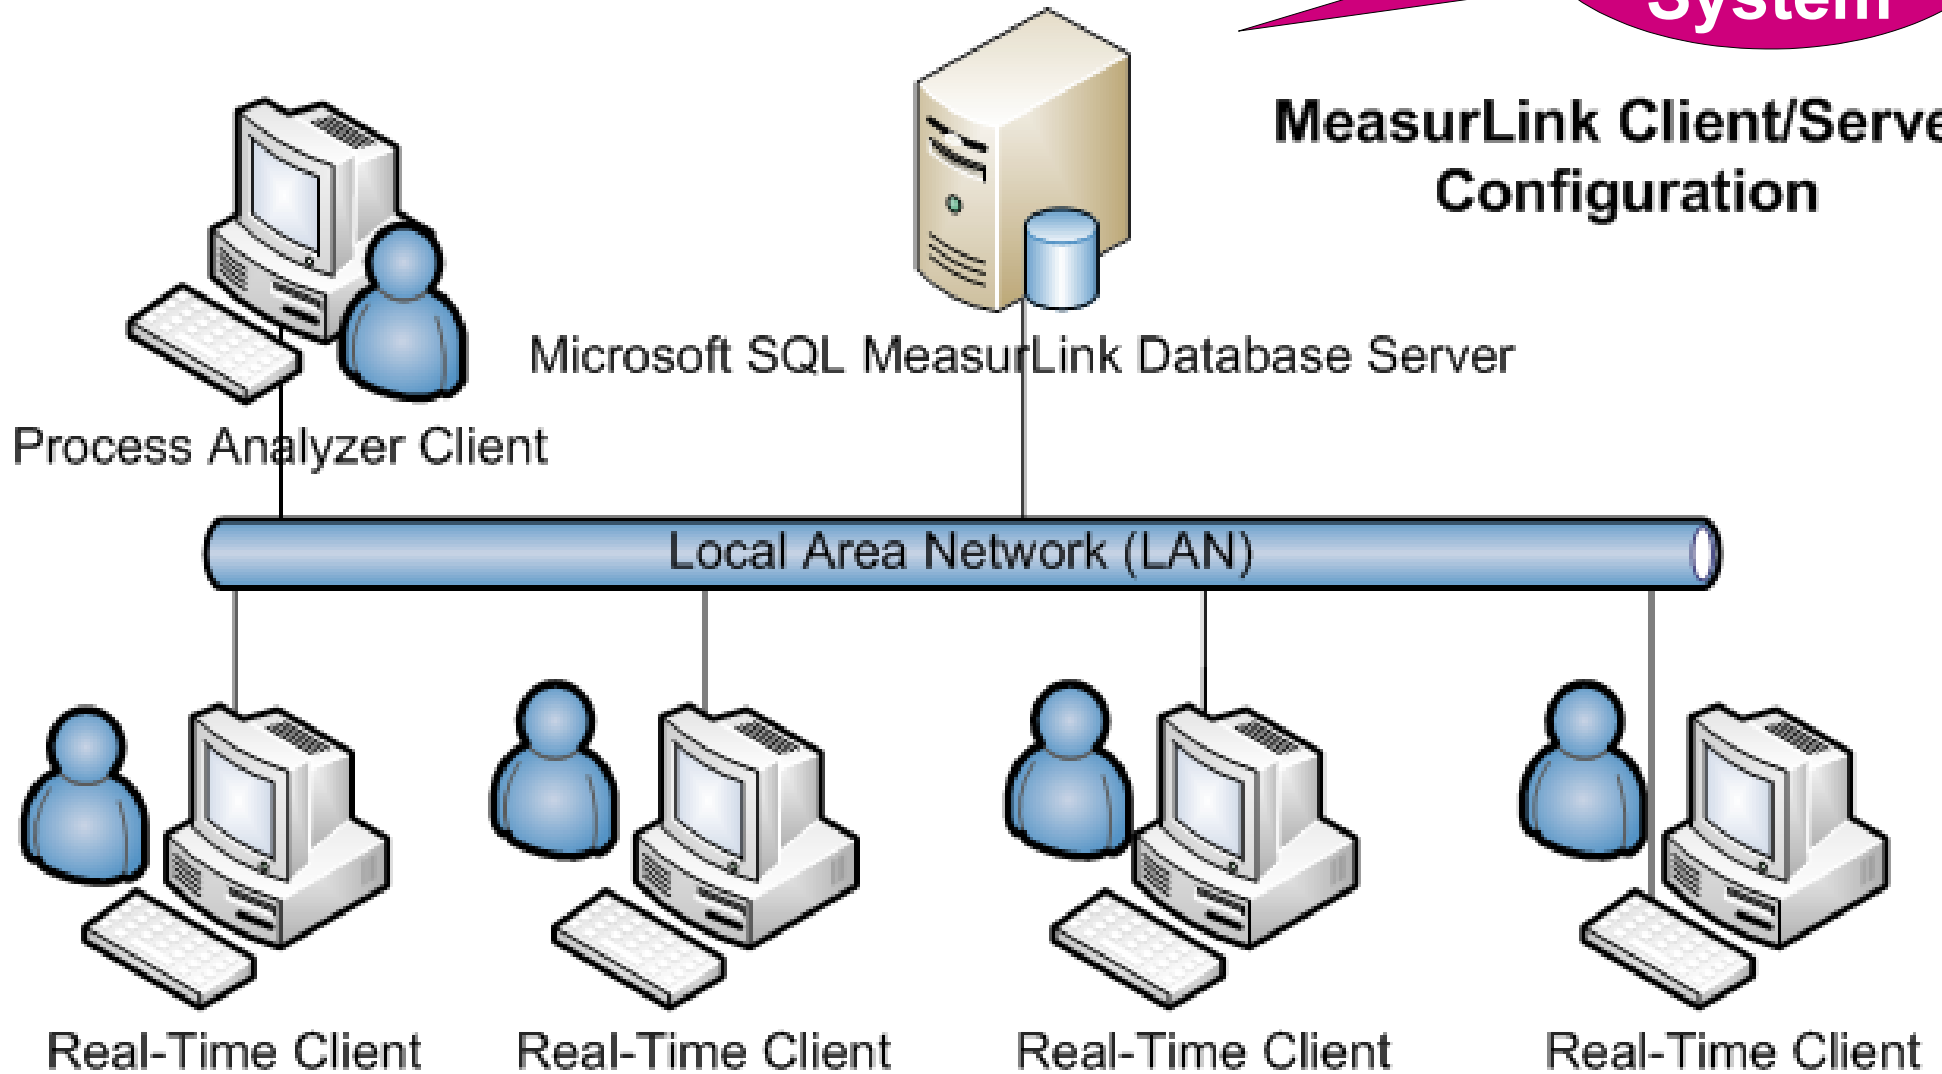 System
MeasurLink Client/Serve
Configuration
Microsoft SQL MeasurLink Database Server
Process Analyzer Client
Local Area Network (LAN)
Real-Time Client
Real-Time Client
Real-Time Client
Real-Time Client